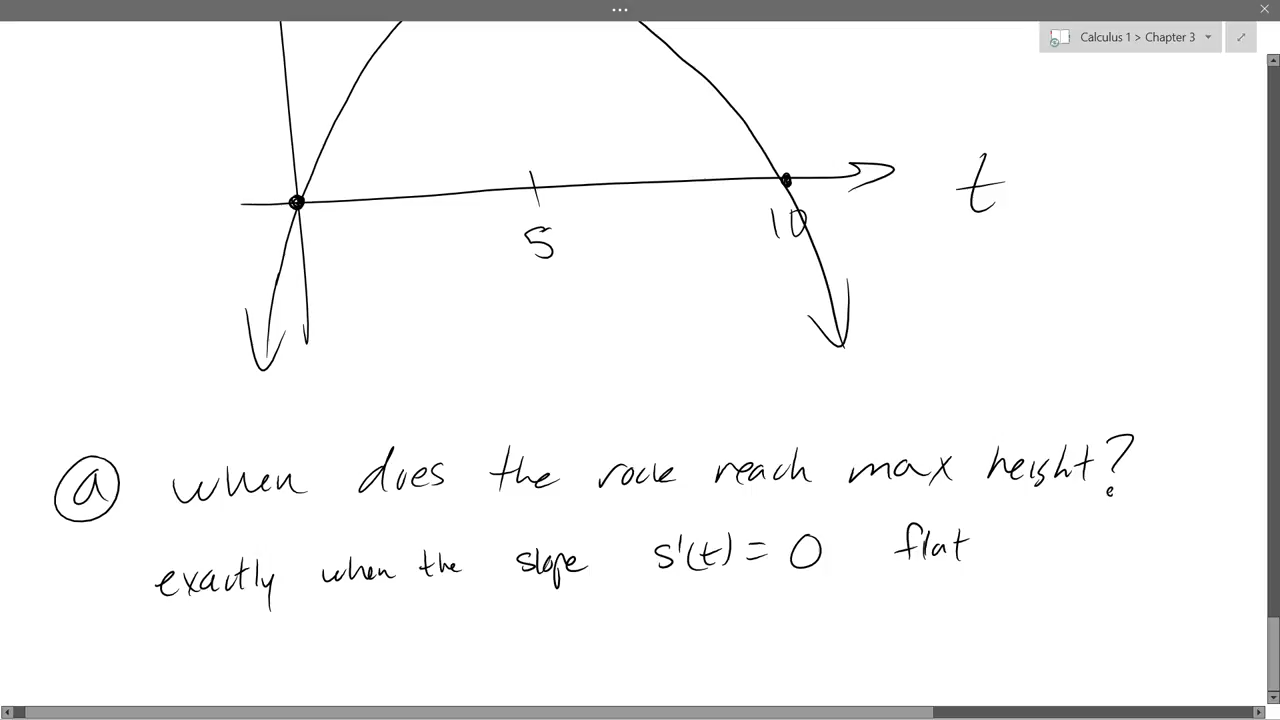 Calculus 1 > Chapter 3
t
5
10
a when does the rock reach max height?
exactly when the slope s'(t) = 0 flat